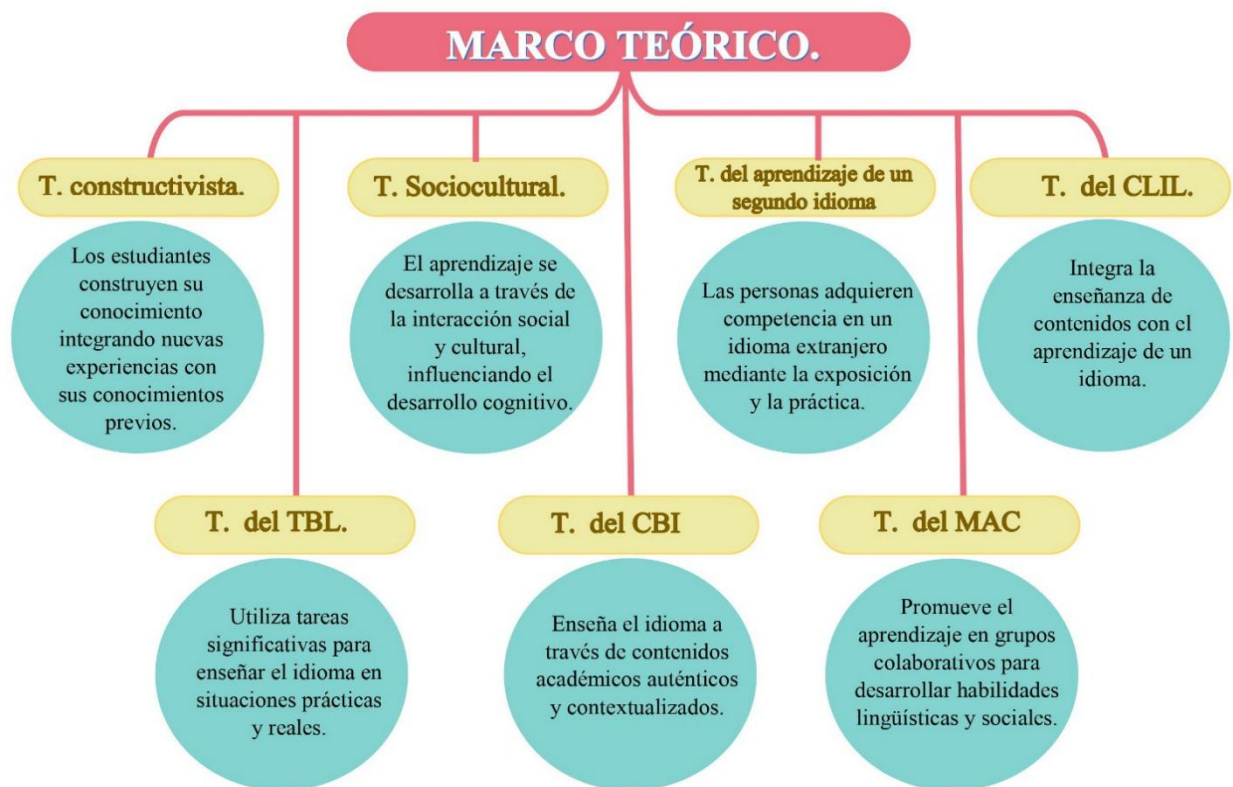 MARCO TEÓRICO.
T. constructivista.
Los estudiantes
construyen su
conocimiento
integrando nuevas
experiencias con
sus conocimientos
previos.
T. Sociocultural.
El aprendizaje se
desarrolla a través de
la interacción social
y cultural,
influenciando el
desarrollo cognitivo.
T. del aprendizaje de un
segundo idioma
Las personas adquieren
competencia en un
idioma extranjero
mediante la exposición
y la práctica.
T. del CLIL.
Integra la
enseñanza de
contenidos con el
aprendizaje de un
idioma.
T. del TBL.
Utiliza tareas
significativas para
enseñar el idioma en
situaciones prácticas
y reales.
T. del CBI
Enseña el idioma a
través de contenidos
académicos auténticos
y contextualizados.
T. del MAC
Promueve el
aprendizaje en grupos
colaborativos para
desarrollar habilidades
lingüísticas y sociales.